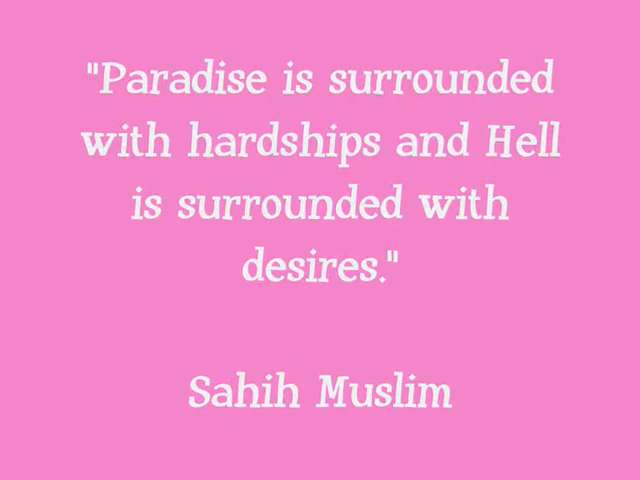 "Paradise is surrounded
with hardships and Hell
is surrounded with
desires."
Sahih Muslim